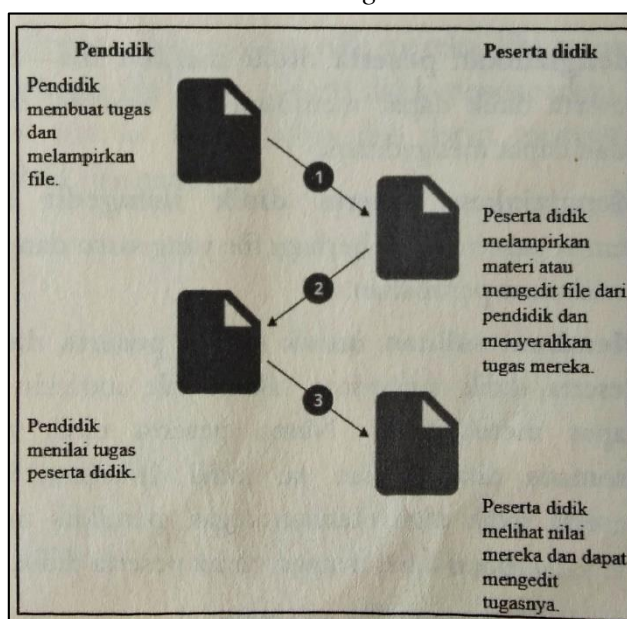 Pendidik
Peserta didik
Pendidik
membuat tugas
dan
melampirkan
file.
1
Peserta didik
melampirkan
materi atau
mengedit file dari
pendidik dan
menyerahkan
tugas mereka.
2
3
Pendidik
menilai tugas
peserta didik.
Peserta didik
melihat nilai
mereka dan dapat
mengedit
tugasnya.